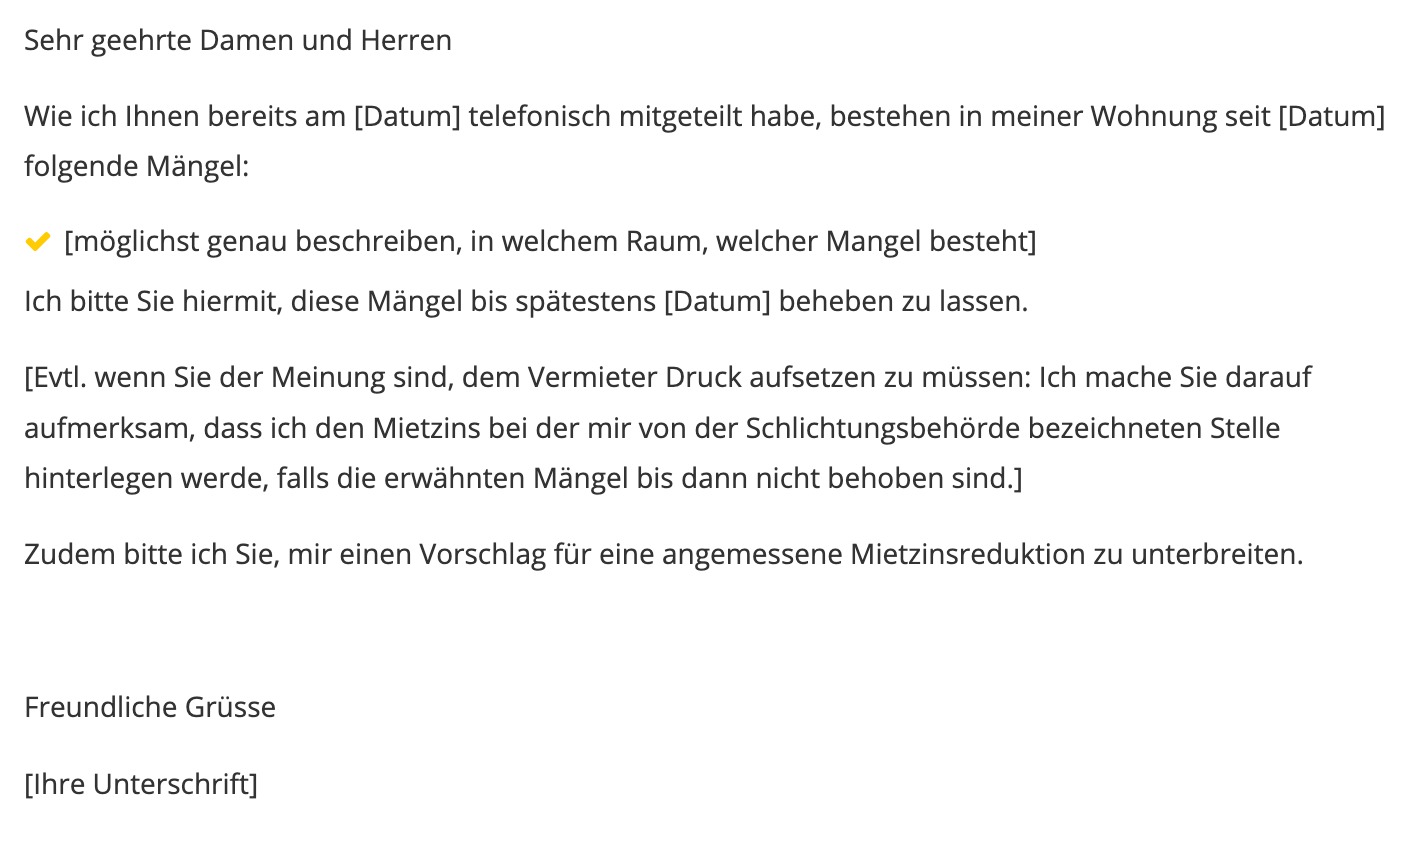 Sehr geehrte Damen und Herren
Wie ich Ihnen bereits am [Datum] telefonisch mitgeteilt habe, bestehen in meiner Wohnung seit [Datum]
folgende Mängel:
[möglichst genau beschreiben, in welchem Raum, welcher Mangel besteht]
Ich bitte Sie hiermit, diese Mängel bis spätestens [Datum] beheben zu lassen.
[Evtl. wenn Sie der Meinung sind, dem Vermieter Druck aufsetzen zu müssen: Ich mache Sie darauf
aufmerksam, dass ich den Mietzins bei der mir von der Schlichtungsbehörde bezeichneten Stelle
hinterlegen werde, falls die erwähnten Mängel bis dann nicht behoben sind.]
Zudem bitte ich Sie, mir einen Vorschlag für eine angemessene Mietzinsreduktion zu unterbreiten.
Freundliche Grüsse
[Ihre Unterschrift]